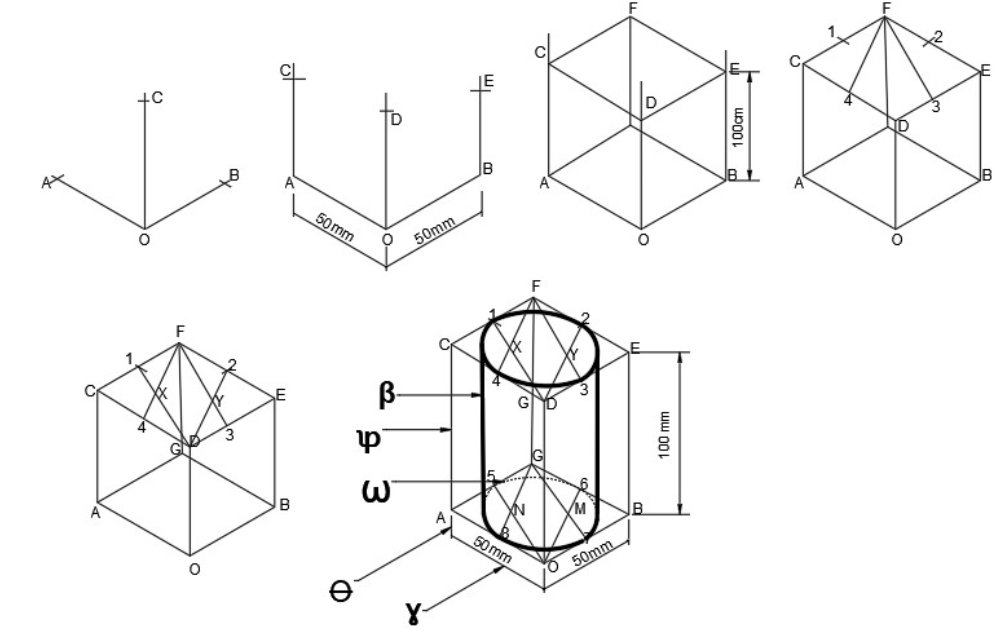 C
A
B
O
C
E
D
A
B
O
50mm
50mm
F
C
E
D
100cm
A
B
O
F
1
2
C
E
4
3
D
A
B
O
F
1
2
C
E
X
Y
4
3
D
G
A
B
O
F
1
2
C
E
X
Y
4
3
G
D
β
φ
100 mm
G
ω
5
6
A
N
M
B
8
7
50mm
O
50mm
Θ
γ